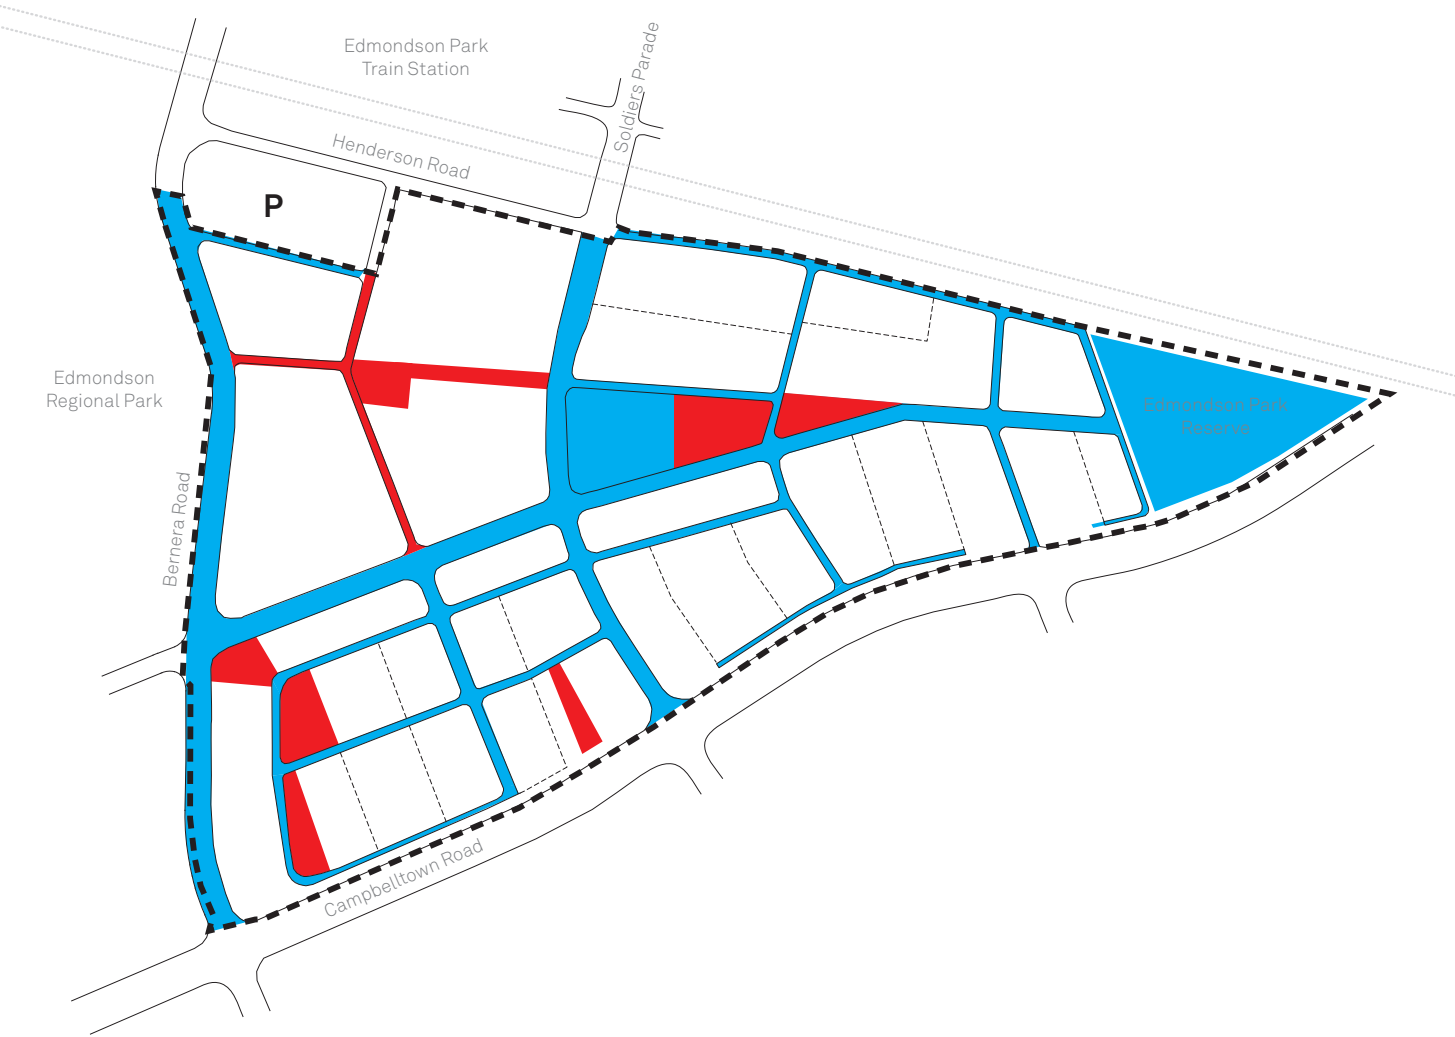 Edmondson Park
Train Station
Soldiers Parade
Henderson Road
P
Edmondson
Regional Park
Edmondson Park
Reserve
Bernera Road
Campbelltown Road